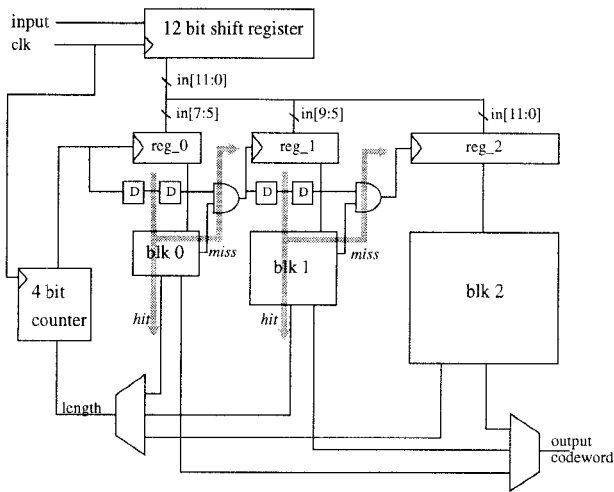 input
12 bit shift register
clk
in[11:0]
in[7:5]
in[9:5]
in[11:0]
reg_0
reg_1
reg_2
D
D
D
D
blk 0
miss
blk 1
miss
blk 2
4 bit
counter
hit
hit
length
output
codeword